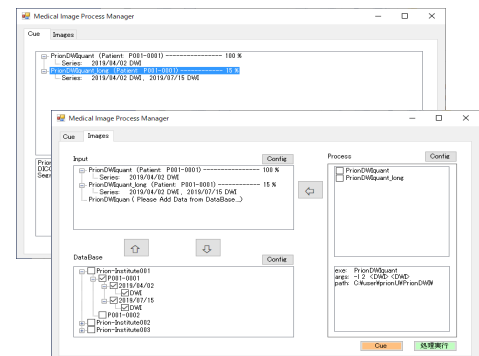 Medical Image Process Manager
Cue Images
PrionDWIquant (Patient: P001-0001) ---------------- 100 %
Series: 2019/04/02 DWI
PrionDWIquant_long (Patient: P001-0001) ------------- 15 %
Series: 2019/04/02 DWI, 2019/07/15 DWI
Medical Image Process Manager
Cue Images
Input
Config
PrionDWIquant (Patient: P001-0001) ---------------- 100 %
Series: 2019/04/02 DWI
PrionDWIquant_long (Patient: P001-0001) ------------- 15 %
Series: 2019/04/02 DWI, 2019/07/15 DWI
PrionDWIquan ( Please Add Data from DataBase...)
Process
Config
PrionDWIquant
PrionDWIquant_long
DataBase
Config
Prion-Institute001
P001-0001
2019/04/02
DWI
2019/07/15
DWI
P001-0002
Prion-Institute002
Prion-Institute003
exe: PrionDWIquant
args: -l 2 <DWI> <DWI>
path: C:¥user¥prionU¥PrionDWI¥
Cue
処理実行